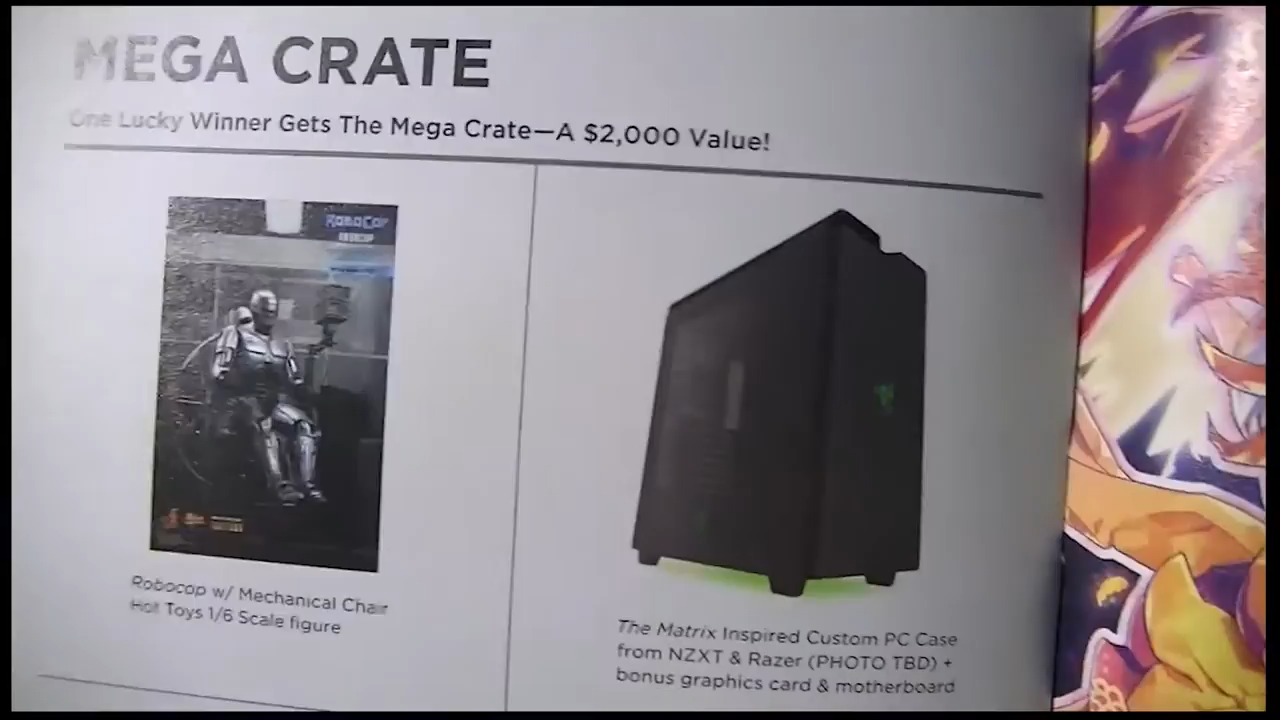 MEGA CRATE
One Lucky Winner Gets The Mega Crate—A $2,000 Value!
ROBOCOP
Robocop w/ Mechanical Chair
Hot Toys 1/6 Scale figure
The Matrix Inspired Custom PC Case
from NZXT & Razer (PHOTO TBD) +
bonus graphics card & motherboard